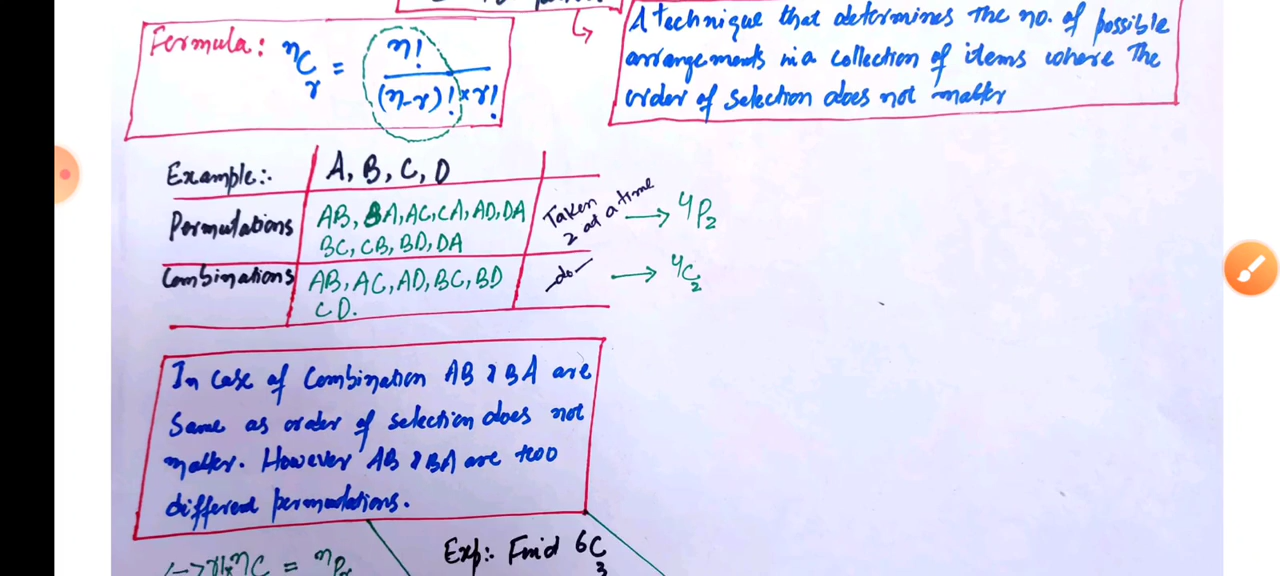 A technique that determines the no. of possible
arrangements in a collection of items where the
order of selection does not matter
Formula: nCr = n! / (n-r)! × r!
Example:- A, B, C, D
Permutations AB, BA, AC, CA, AD, DA
BC, CB, BD, DA
Taken
2 at a time → 4P2
Combinations AB, AC, AD, BC, BD
CD.
-do- → 4C2
In case of Combination AB & BA are
Same as order of selection does not
matter. However AB & BA are two
different permutations.
Exp:- Find 6C3